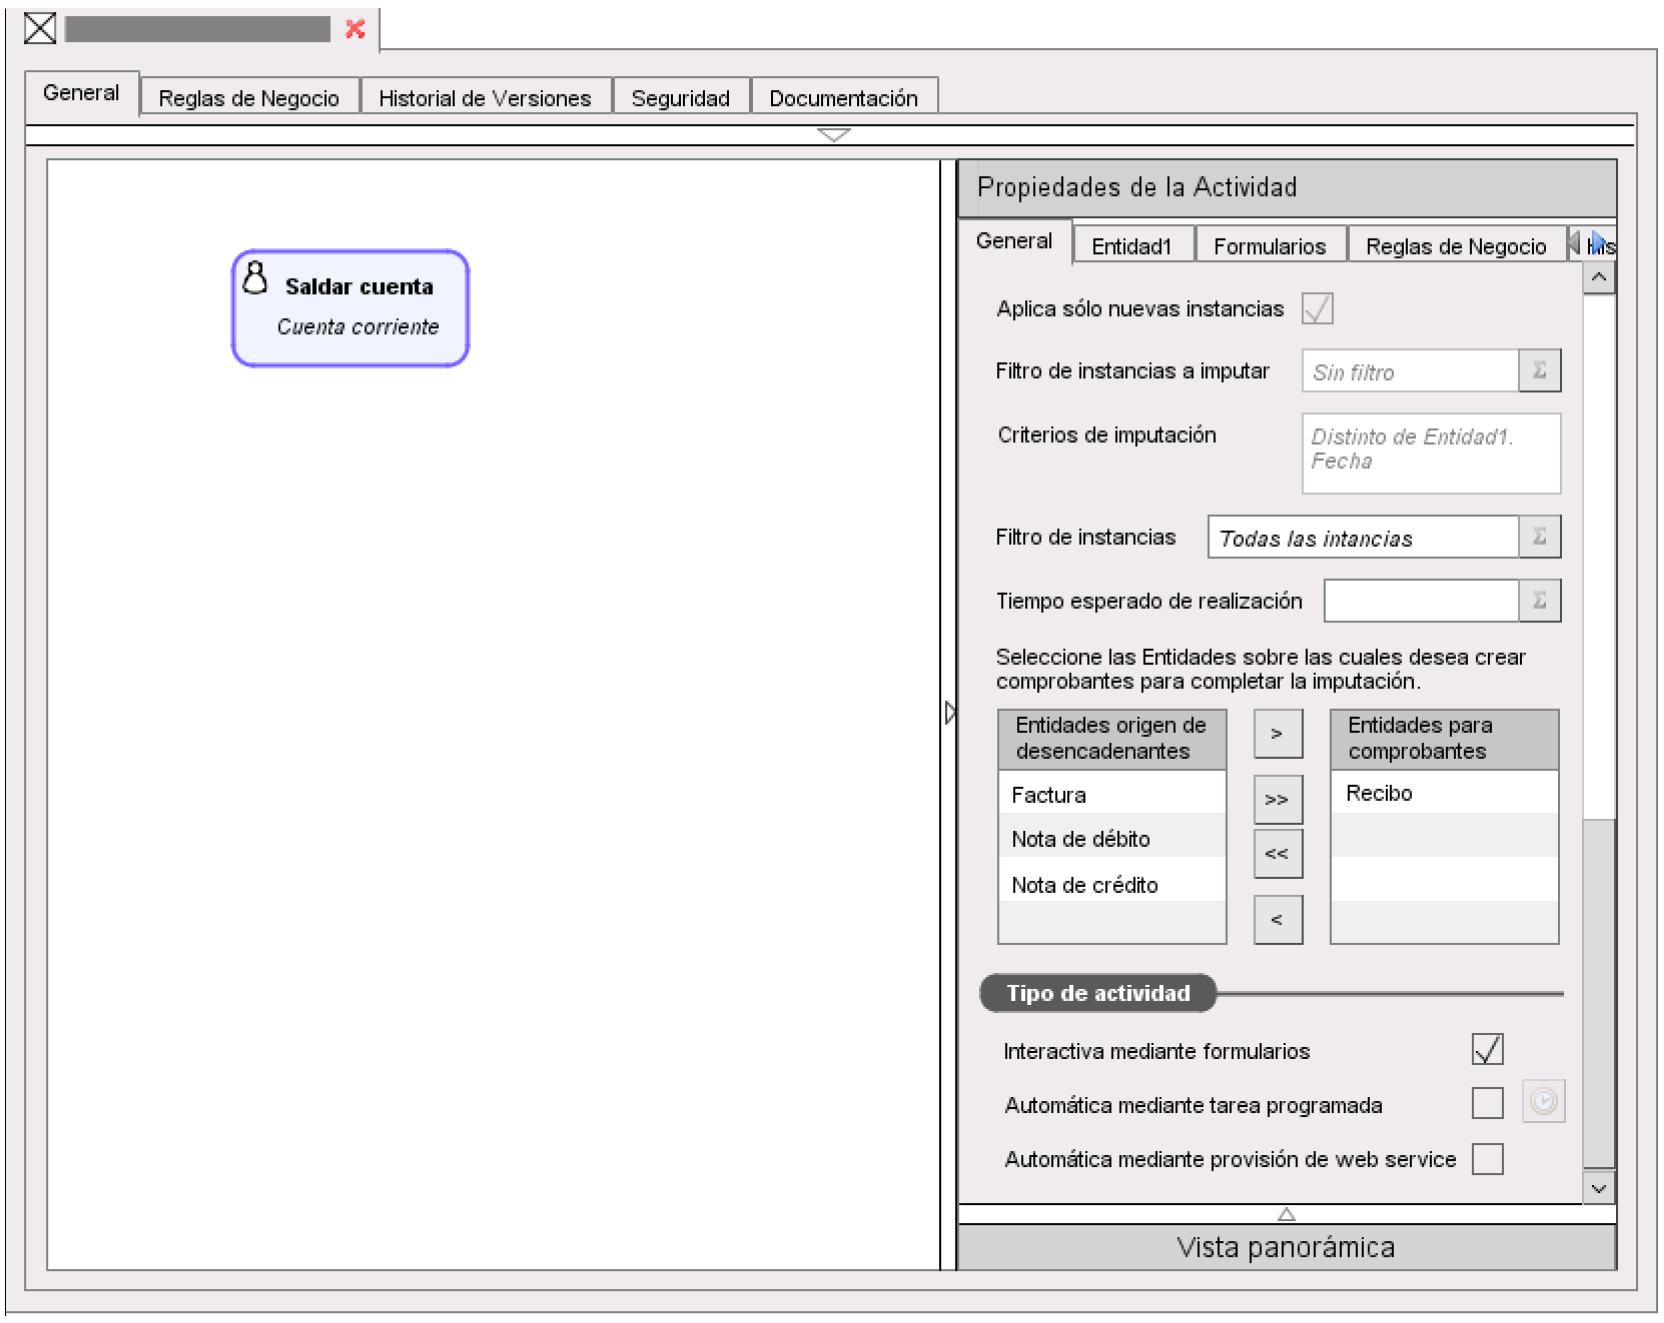 General
Reglas de Negocio
Historial de Versiones
Seguridad
Documentación
Saldar cuenta
Cuenta corriente
Propiedades de la Actividad
General
Entidad1
Formularios
Reglas de Negocio
His
Aplica sólo nuevas instancias
Filtro de instancias a imputar
Sin filtro
Σ
Criterios de imputación
Distinto de Entidad1.
Fecha
Filtro de instancias
Todas las intancias
Σ
Tiempo esperado de realización
Σ
Seleccione las Entidades sobre las cuales desea crear
comprobantes para completar la imputación.
Entidades origen de
desencadenantes
Factura
Nota de débito
Nota de crédito
>
>>
<<
<
Entidades para
comprobantes
Recibo
Tipo de actividad
Interactiva mediante formularios
Automática mediante tarea programada
Automática mediante provisión de web service
Vista panorámica